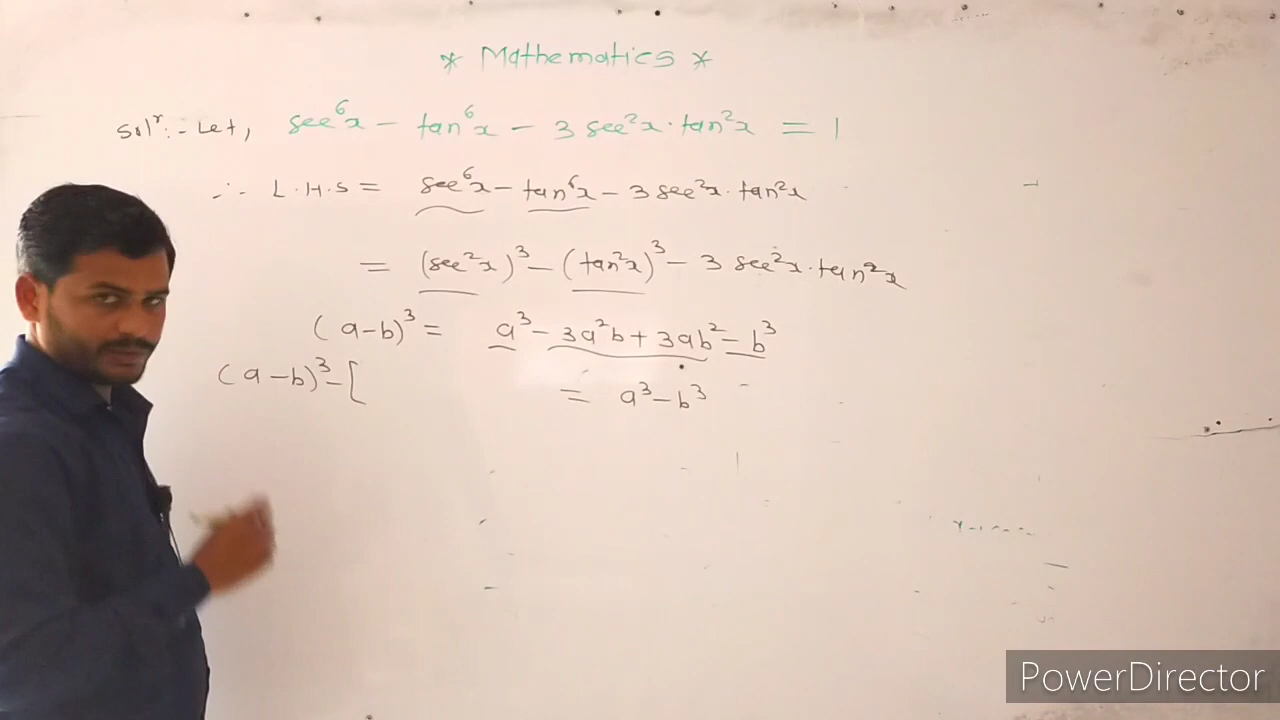 * Mathematics *
Solⁿ:- Let, sec⁶x - tan⁶x - 3 sec²x · tan²x = 1
∴ L.H.S = sec⁶x - tan⁶x - 3 sec²x · tan²x
= (sec²x)³ - (tan²x)³ - 3 sec²x · tan²x
(a-b)³ = a³ - 3a²b + 3ab² - b³
(a-b)³ - [ = a³ - b³
PowerDirector